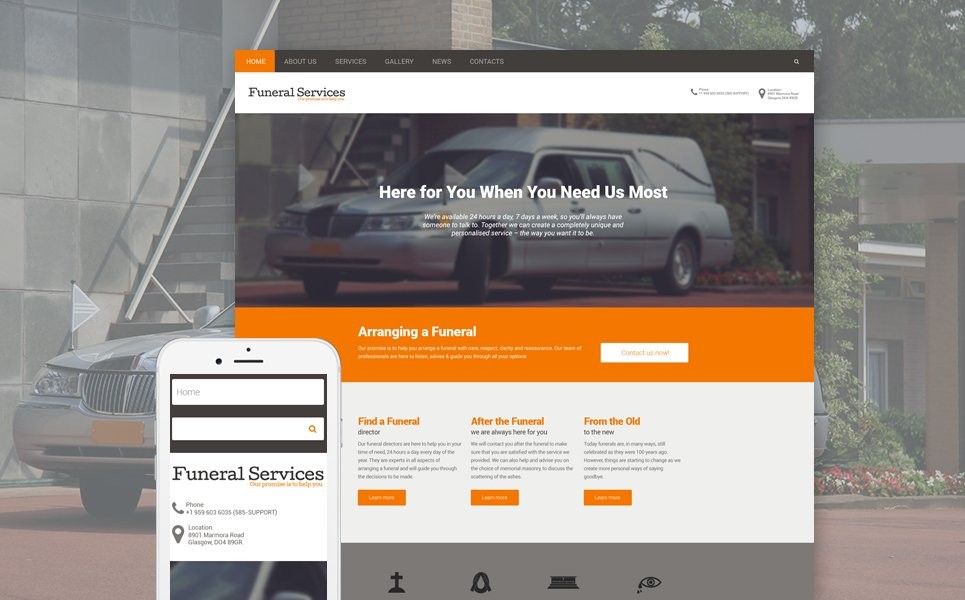 HOME ABOUT US SERVICES GALLERY NEWS CONTACTS
Funeral Services
Our promise is to help you.
Phone
+1 959 603 6035 (585-SUPPORT)
Location
8901 Marmora Road
Glasgow, DO4 89GR.
Here for You When You Need Us Most
We're available 24 hours a day, 7 days a week, so you'll always have
someone to talk to. Together we can create a completely unique and
personalised service – the way you want it to be.
Arranging a Funeral
Our promise is to help you arrange a funeral with care, respect, clarity and reassurance. Our team of
professionals are here to listen, advise & guide you through all your options.
Contact us now!
Find a Funeral
director
Our funeral directors are here to help you in your
time of need, 24 hours a day every day of the
year. They are experts in all aspects of
arranging a funeral and will guide you through
the decisions to be made.
Learn more
After the Funeral
we are always here for you
We will contact you after the funeral to make
sure that you are satisfied with the service we
provided. We can also help and advise you on
the choice of memorial masonry, to discuss the
scattering of the ashes.
Learn more
From the Old
to the new
Today funerals are, in many ways, still
celebrated as they were 100 years ago.
However, things are starting to change as we
create more personal ways of saying
goodbye.
Learn more
Home
Funeral Services
Our promise is to help you.
Phone
+1 959 603 6035 (585-SUPPORT)
Location
8901 Marmora Road
Glasgow, DO4 89GR.